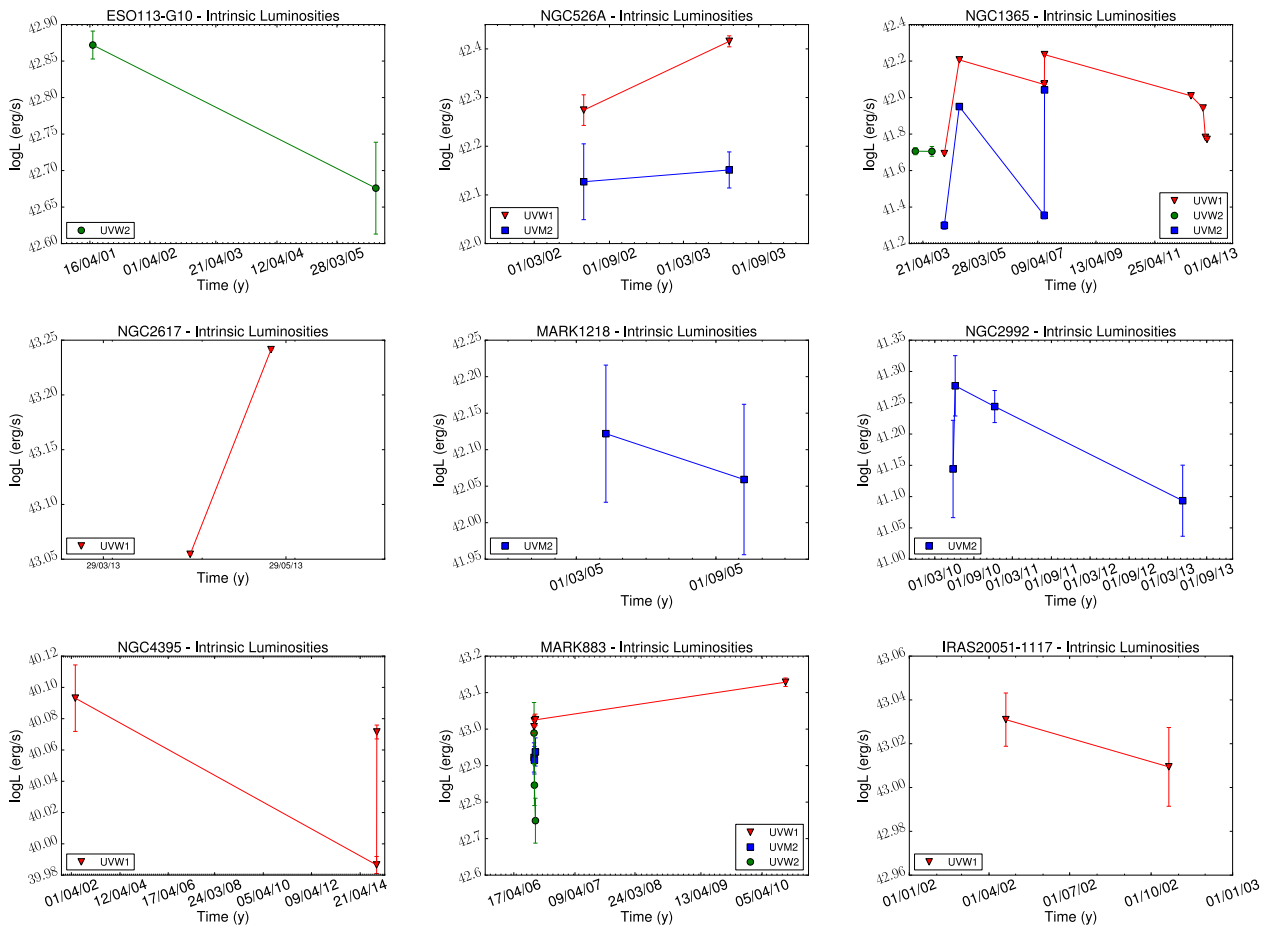 ESO113-G10 - Intrinsic Luminosities
logL (erg/s)
42.90
42.85
42.80
42.75
42.70
42.65
42.60
UVW2
16/04/01
01/04/02
21/04/03
12/04/04
28/03/05
Time (y)
NGC526A - Intrinsic Luminosities
logL (erg/s)
42.4
42.3
42.2
42.1
42.0
UVW1
UVM2
01/03/02
01/09/02
01/03/03
01/09/03
Time (y)
NGC1365 - Intrinsic Luminosities
logL (erg/s)
42.4
42.2
42.0
41.8
41.6
41.4
41.2
UVW1
UVW2
UVM2
21/04/03
28/03/05
09/04/07
13/04/09
25/04/11
01/04/13
Time (y)
NGC2617 - Intrinsic Luminosities
logL (erg/s)
43.25
43.20
43.15
43.10
43.05
UVW1
29/03/13
29/05/13
Time (y)
MARK1218 - Intrinsic Luminosities
logL (erg/s)
42.25
42.20
42.15
42.10
42.05
42.00
41.95
UVM2
01/03/05
01/09/05
Time (y)
NGC2992 - Intrinsic Luminosities
logL (erg/s)
41.35
41.30
41.25
41.20
41.15
41.10
41.05
41.00
UVM2
01/03/10
01/09/10
01/03/11
01/09/11
01/03/12
01/09/12
01/03/13
01/09/13
Time (y)
NGC4395 - Intrinsic Luminosities
logL (erg/s)
40.12
40.10
40.08
40.06
40.04
40.02
40.00
39.98
UVW1
01/04/02
12/04/04
17/04/06
24/03/08
5/04/10
09/04/12
21/04/14
Time (y)
MARK883 - Intrinsic Luminosities
logL (erg/s)
43.2
43.1
43.0
42.9
42.8
42.7
42.6
UVW1
UVM2
UVW2
17/04/06
09/04/07
24/03/08
13/04/09
05/04/10
Time (y)
IRAS20051-1117 - Intrinsic Luminosities
logL (erg/s)
43.06
43.04
43.02
43.00
42.98
42.96
UVW1
01/01/02
01/04/02
01/07/02
01/10/02
01/01/03
Time (y)